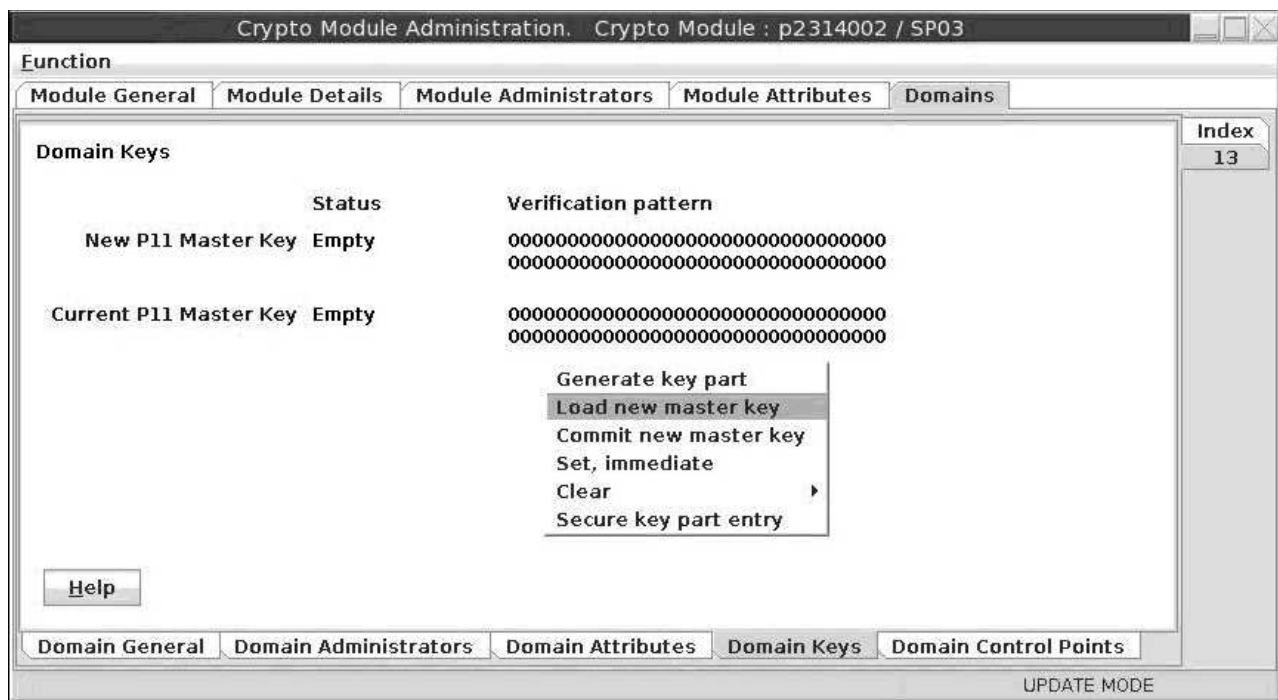 Crypto Module Administration. Crypto Module : p2314002 / SP03
Function
Module General Module Details Module Administrators Module Attributes Domains
Index
13
Domain Keys
Status Verification pattern
New P11 Master Key Empty 00000000000000000000000000000000
00000000000000000000000000000000
Current P11 Master Key Empty 00000000000000000000000000000000
00000000000000000000000000000000
Generate key part
Load new master key
Commit new master key
Set, immediate
Clear
Secure key part entry
Help
Domain General Domain Administrators Domain Attributes Domain Keys Domain Control Points
UPDATE MODE